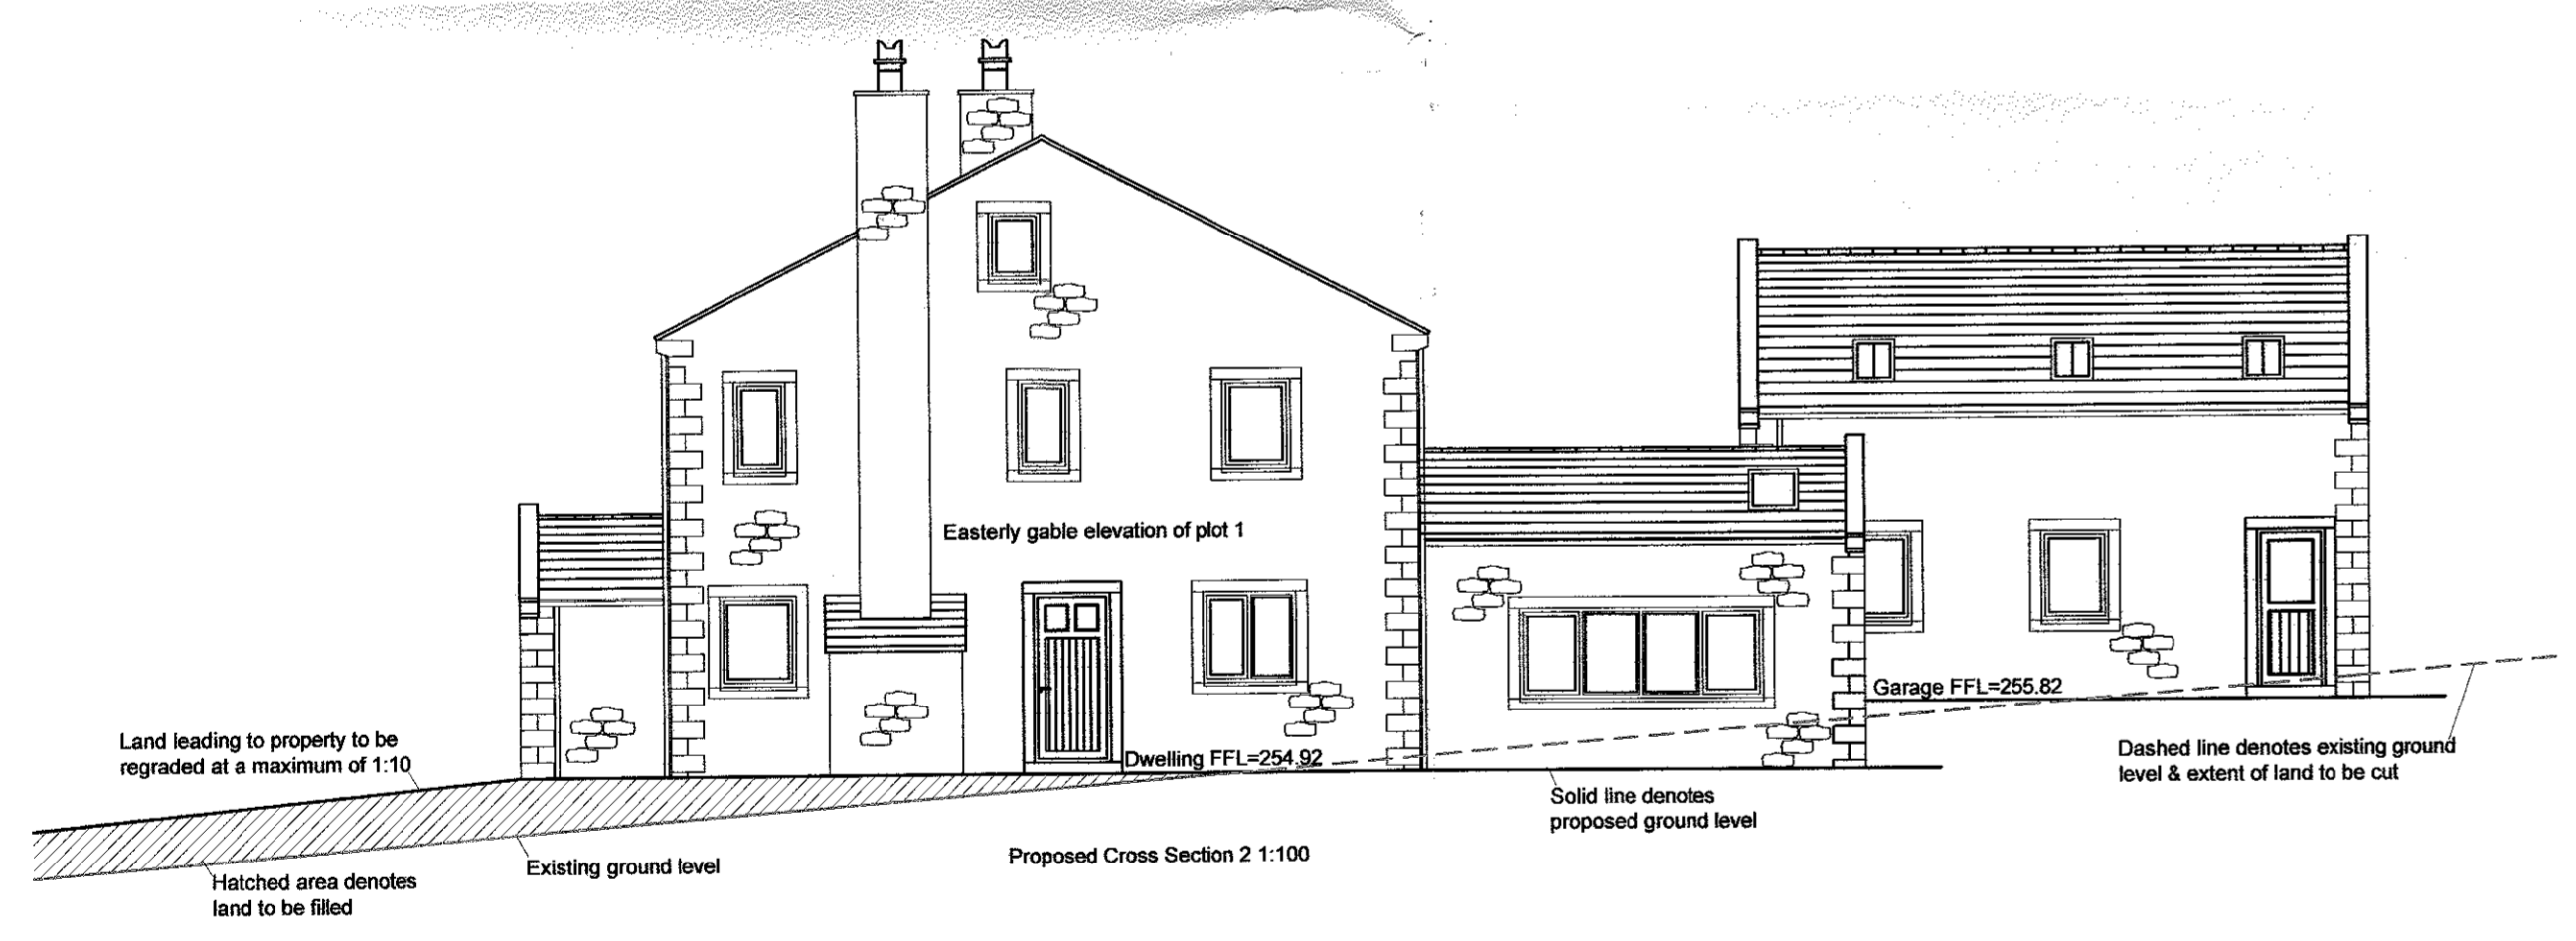 Easterly gable elevation of plot 1
Garage FFL=255.82
Land leading to property to be
regraded at a maximum of 1:10
Dwelling FFL=254.92
Dashed line denotes existing ground
level & extent of land to be cut
Solid line denotes
proposed ground level
Existing ground level
Proposed Cross Section 2 1:100
Hatched area denotes
land to be filled